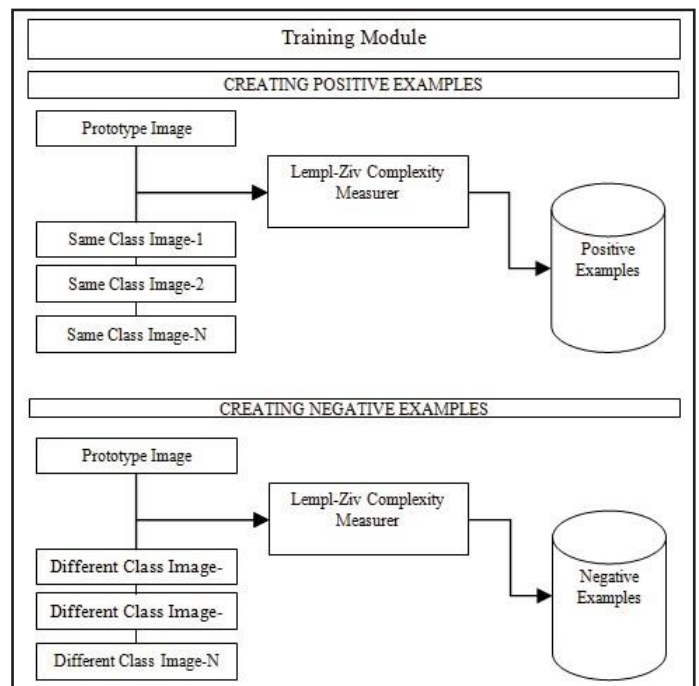 Training Module
CREATING POSITIVE EXAMPLES
Prototype Image
Lempl-Ziv Complexity
Measurer
Same Class Image-1
Same Class Image-2
Same Class Image-N
Positive
Examples
CREATING NEGATIVE EXAMPLES
Prototype Image
Lempl-Ziv Complexity
Measurer
Different Class Image-
Different Class Image-
Different Class Image-N
Negative
Examples